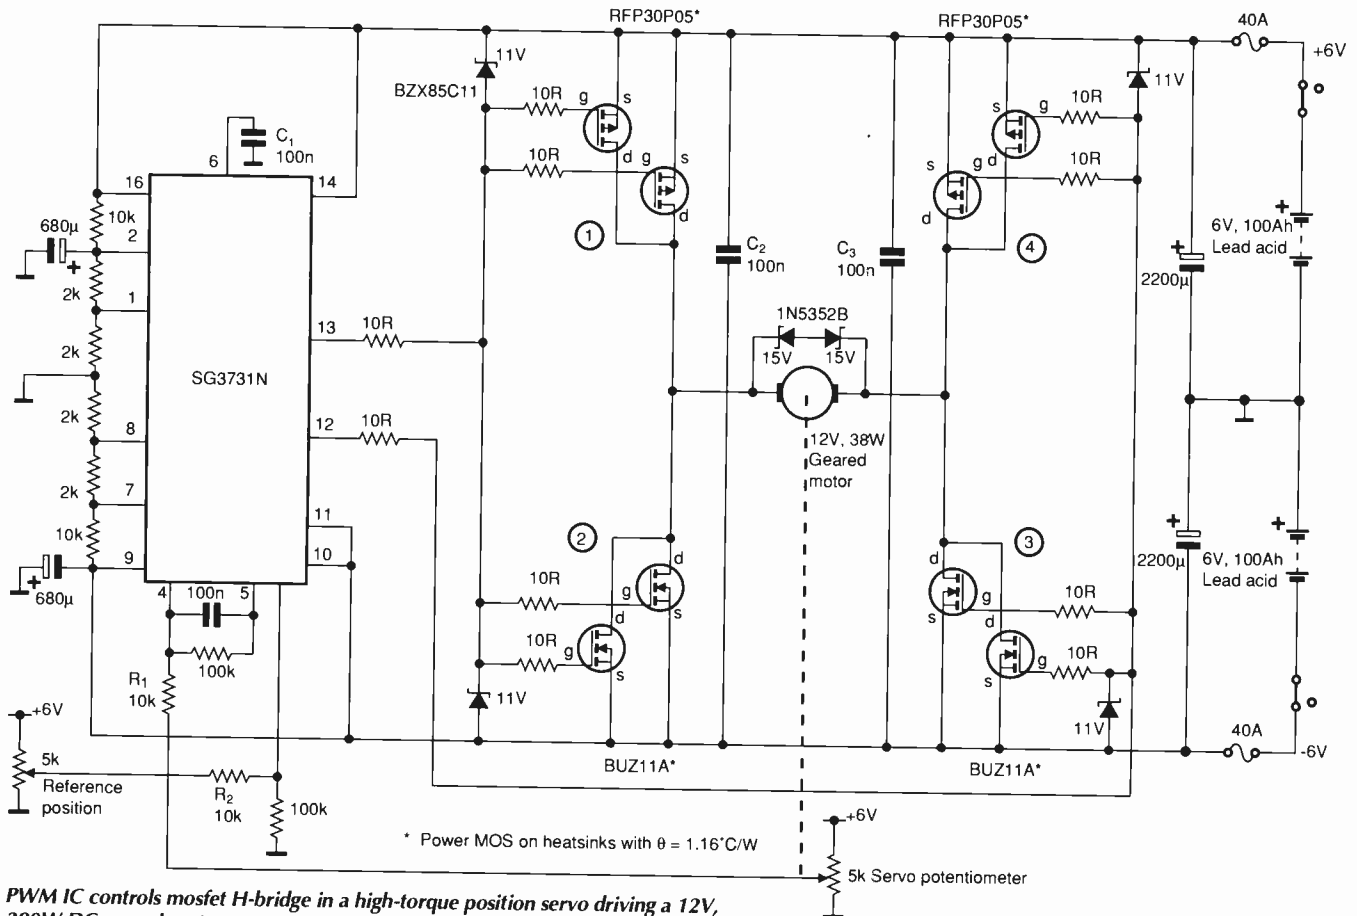 RFP30P05*
RFP30P05*
40A
+6V
11V
BZX85C11
10R
g
s
d
10R
g
s
d
1
s
g
10R
d
s
g
10R
d
4
11V
C1
100n
6
16
14
10k
680µ
2
+
2k
1
2k
13
10R
SG3731N
2k
8
12
10R
2k
7
10k
11
9
10
680µ
+
4
100n
5
100k
R1
10k
C2
100n
C3
100n
1N5352B
15V
15V
12V, 38W
Geared
motor
+
2200µ
+
6V, 100Ah
Lead acid
2
10R
g
d
s
10R
g
d
s
11V
3
d
g
s
10R
d
g
s
10R
11V
+
2200µ
+
6V, 100Ah
Lead acid
40A
-6V
BUZ11A*
BUZ11A*
+6V
5k
Reference
position
R2
10k
100k
* Power MOS on heatsinks with θ = 1.16°C/W
+6V
5k Servo potentiometer
PWM IC controls mosfet H-bridge in a high-torque position servo driving a 12V,